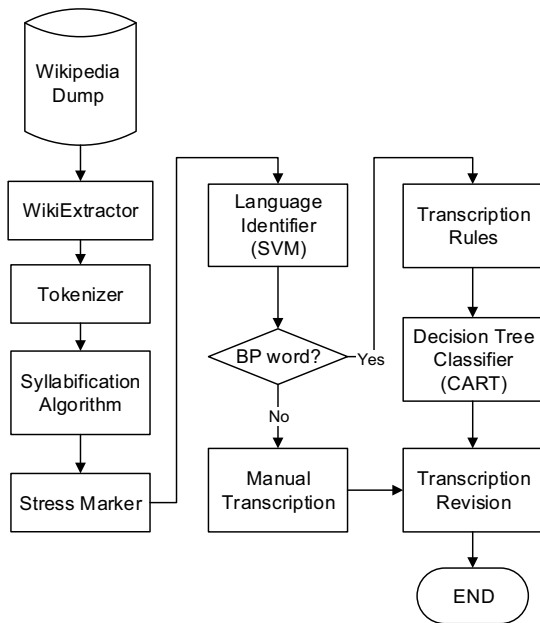 Wikipedia
Dump
WikiExtractor
Tokenizer
Syllabification
Algorithm
Stress Marker
Language
Identifier
(SVM)
BP word?
Yes
No
Manual
Transcription
Transcription
Rules
Decision Tree
Classifier
(CART)
Transcription
Revision
END